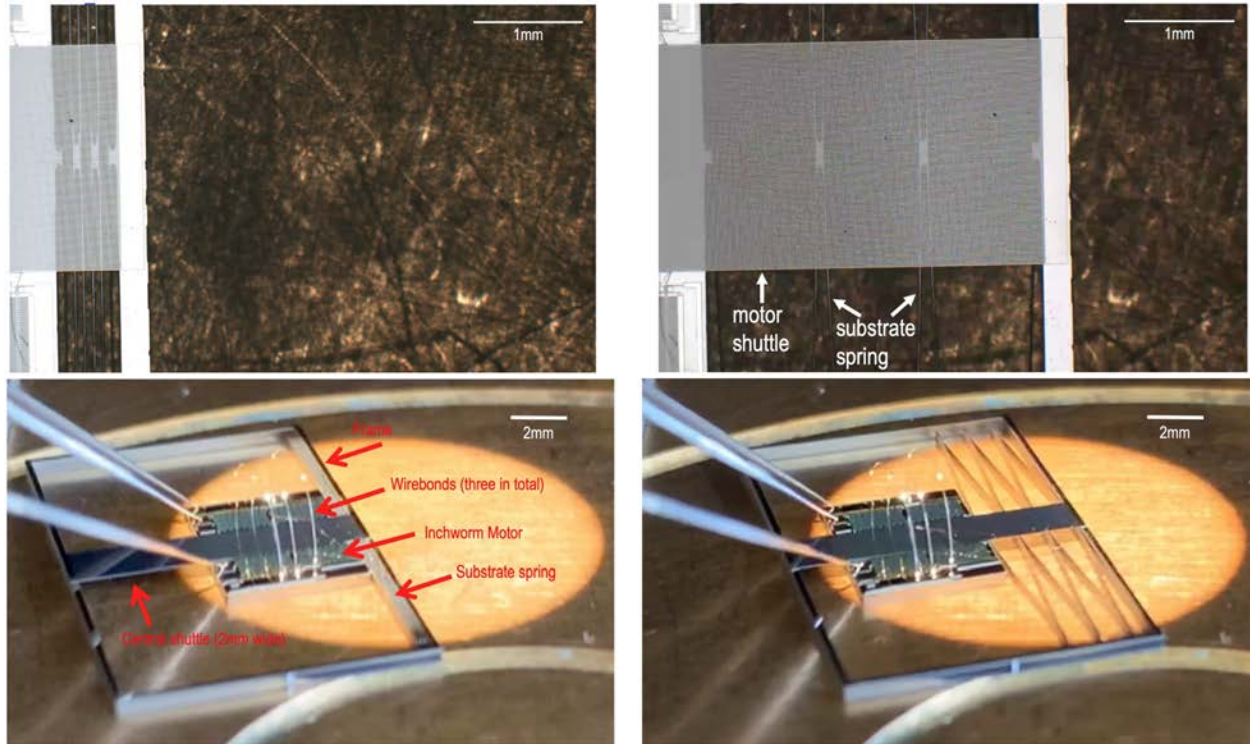 1mm
1mm
motor
shuttle
substrate
spring
2mm
Frame
Wirebonds (three in total)
Inchworm Motor
Substrate spring
Central shuttle (2mm wide)
2mm